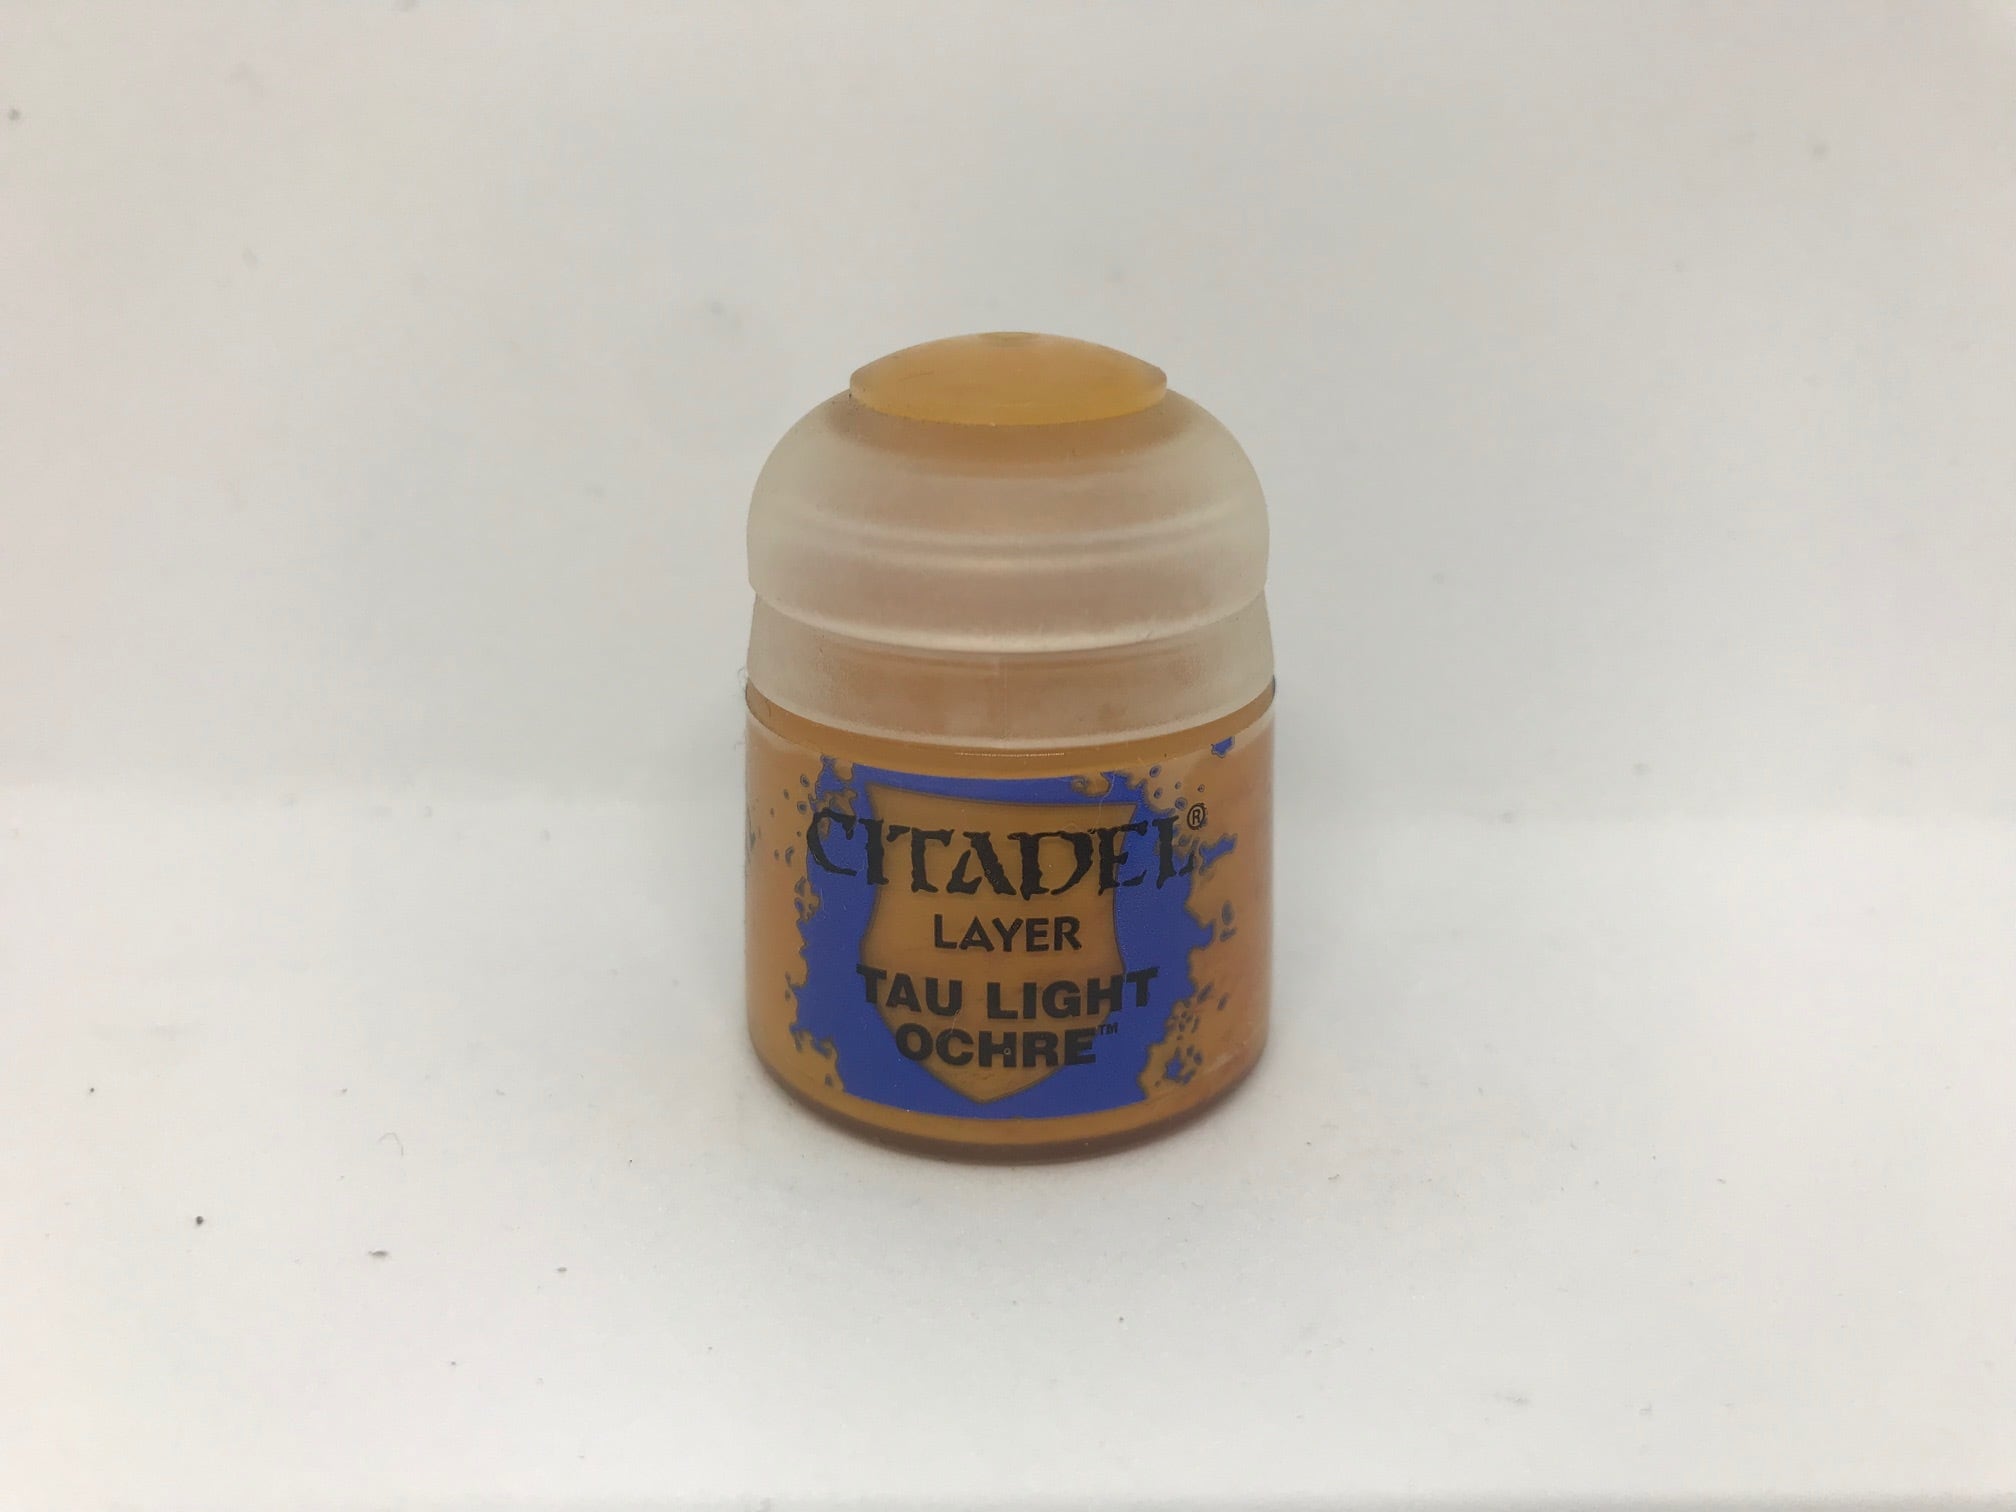 CITADEL®
LAYER
TAU LIGHT
OCHRE™